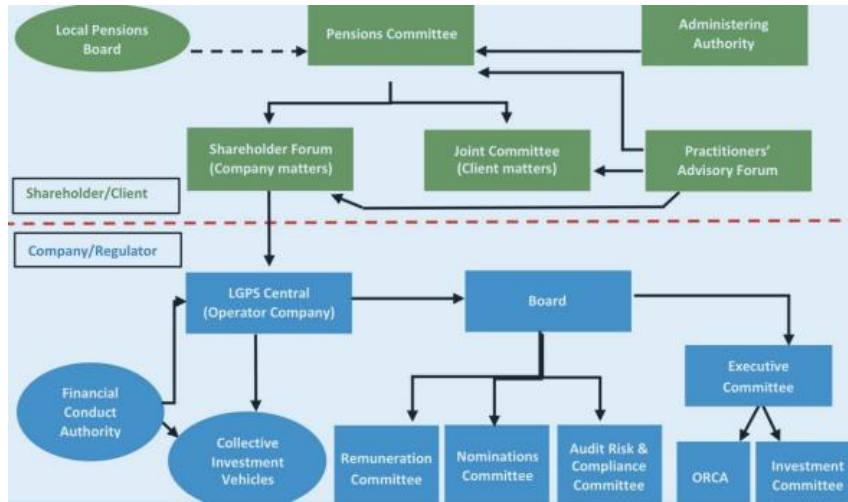 Local Pensions
Board
Pensions Committee
Administering
Authority
Shareholder Forum
(Company matters)
Joint Committee
(Client matters)
Practitioners'
Advisory Forum
Shareholder/Client
Company/Regulator
LGPS Central
(Operator Company)
Board
Financial
Conduct
Authority
Executive
Committee
Collective
Investment
Vehicles
Remuneration
Committee
Nominations
Committee
Audit Risk &
Compliance
Committee
ORCA
Investment
Committee